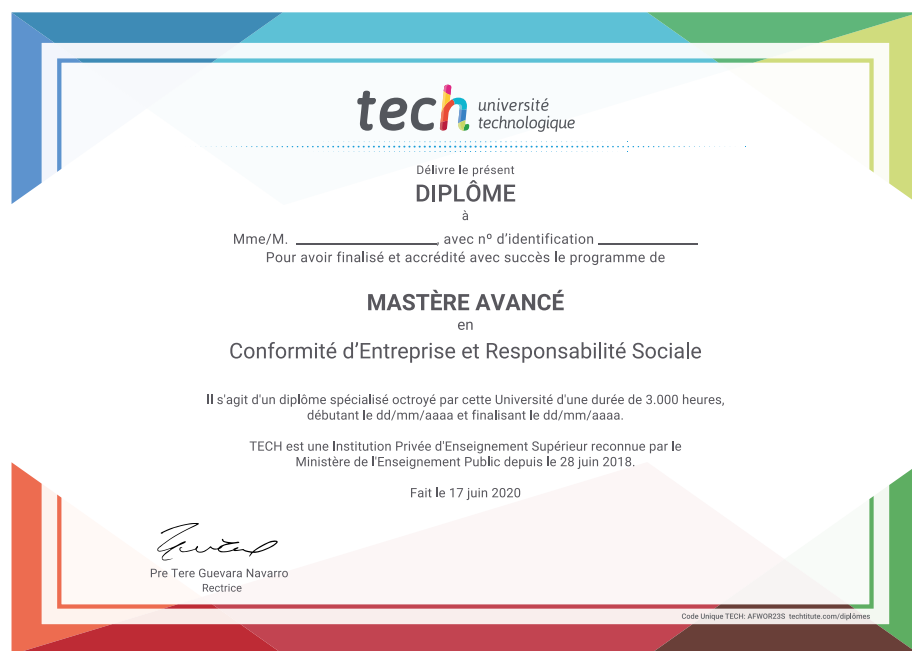 tech université
technologique
Délivre le présent
DIPLÔME
à
Mme/M. ____________________, avec nº d'identification ______________
Pour avoir finalisé et accrédité avec succès le programme de
MASTÈRE AVANCÉ
en
Conformité d'Entreprise et Responsabilité Sociale
Il s'agit d'un diplôme spécialisé octroyé par cette Université d'une durée de 3.000 heures,
débutant le dd/mm/aaaa et finalisant le dd/mm/aaaa.
TECH est une Institution Privée d'Enseignement Supérieur reconnue par le
Ministère de l'Enseignement Public depuis le 28 juin 2018.
Fait le 17 juin 2020
Pre Tere Guevara Navarro
Rectrice
Code Unique TECH: AFWOR23S techtitute.com/diplômes